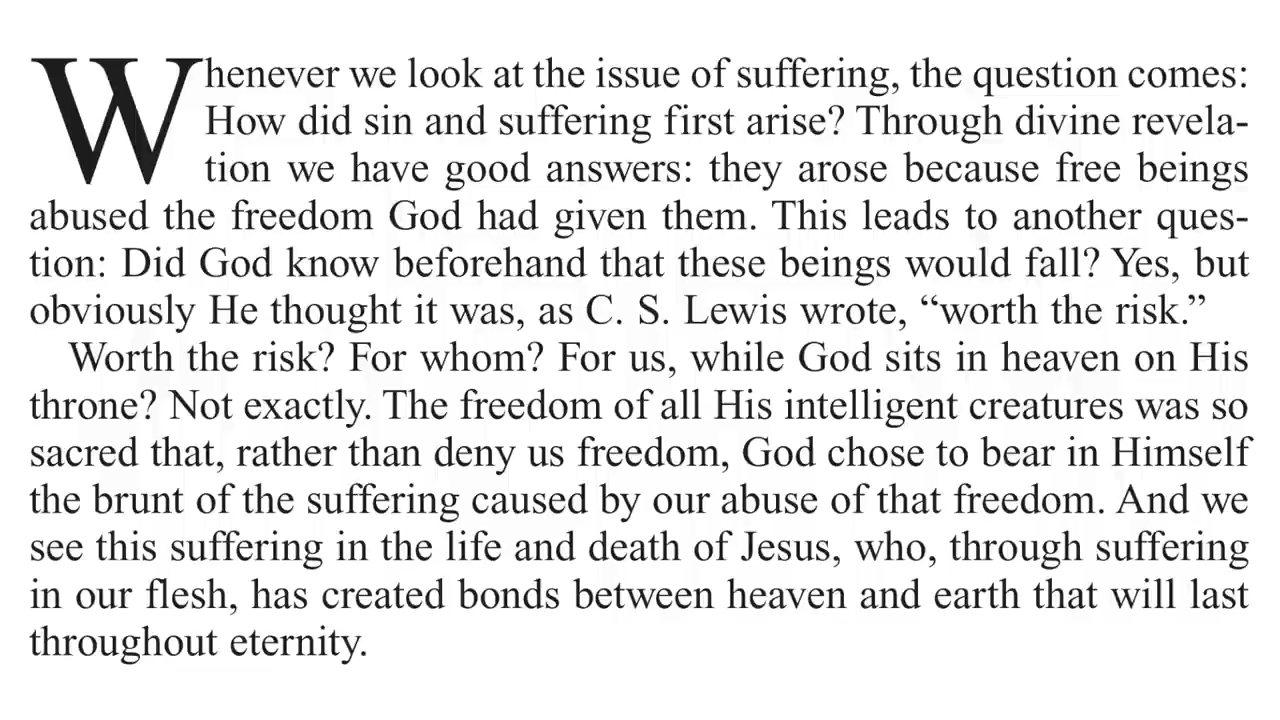 Whenever we look at the issue of suffering, the question comes:
How did sin and suffering first arise? Through divine revela-
tion we have good answers: they arose because free beings
abused the freedom God had given them. This leads to another ques-
tion: Did God know beforehand that these beings would fall? Yes, but
obviously He thought it was, as C. S. Lewis wrote, “worth the risk.”
Worth the risk? For whom? For us, while God sits in heaven on His
throne? Not exactly. The freedom of all His intelligent creatures was so
sacred that, rather than deny us freedom, God chose to bear in Himself
the brunt of the suffering caused by our abuse of that freedom. And we
see this suffering in the life and death of Jesus, who, through suffering
in our flesh, has created bonds between heaven and earth that will last
throughout eternity.